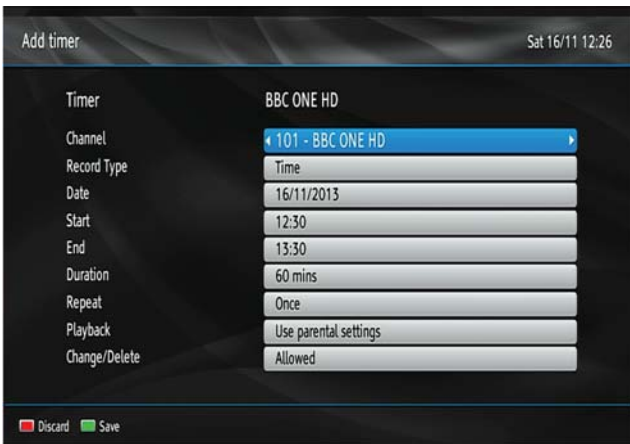 Add timer Sat 16/11 12:26
Timer BBC ONE HD
Channel 101 - BBC ONE HD
Record Type Time
Date 16/11/2013
Start 12:30
End 13:30
Duration 60 mins
Repeat Once
Playback Use parental settings
Change/Delete Allowed
Discard Save